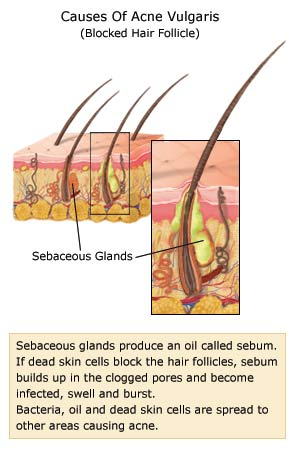 Causes Of Acne Vulgaris
(Blocked Hair Follicle)
Sebaceous Glands
Sebaceous glands produce an oil called sebum.
If dead skin cells block the hair follicles, sebum
builds up in the clogged pores and become
infected, swell and burst.
Bacteria, oil and dead skin cells are spread to
other areas causing acne.